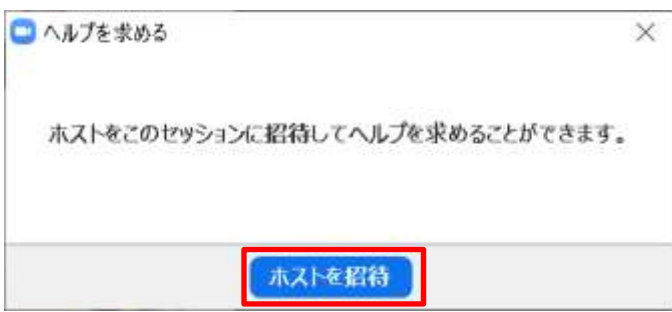 ヘルプを求める
ホストをこのセッションに招待してヘルプを求めることができます。
ホストを招待